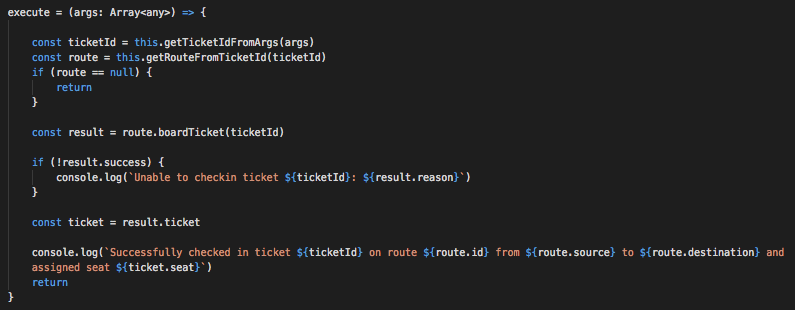 execute = (args: Array<any>) => {
const ticketId = this.getTicketIdFromArgs(args)
const route = this.getRouteFromTicketId(ticketId)
if (route == null) {
return
}
const result = route.boardTicket(ticketId)
if (!result.success) {
console.log(`Unable to checkin ticket ${ticketId}: ${result.reason}`)
}
const ticket = result.ticket
console.log(`Successfully checked in ticket ${ticketId} on route ${route.id} from ${route.source} to ${route.destination} and
assigned seat ${ticket.seat}`)
return
}